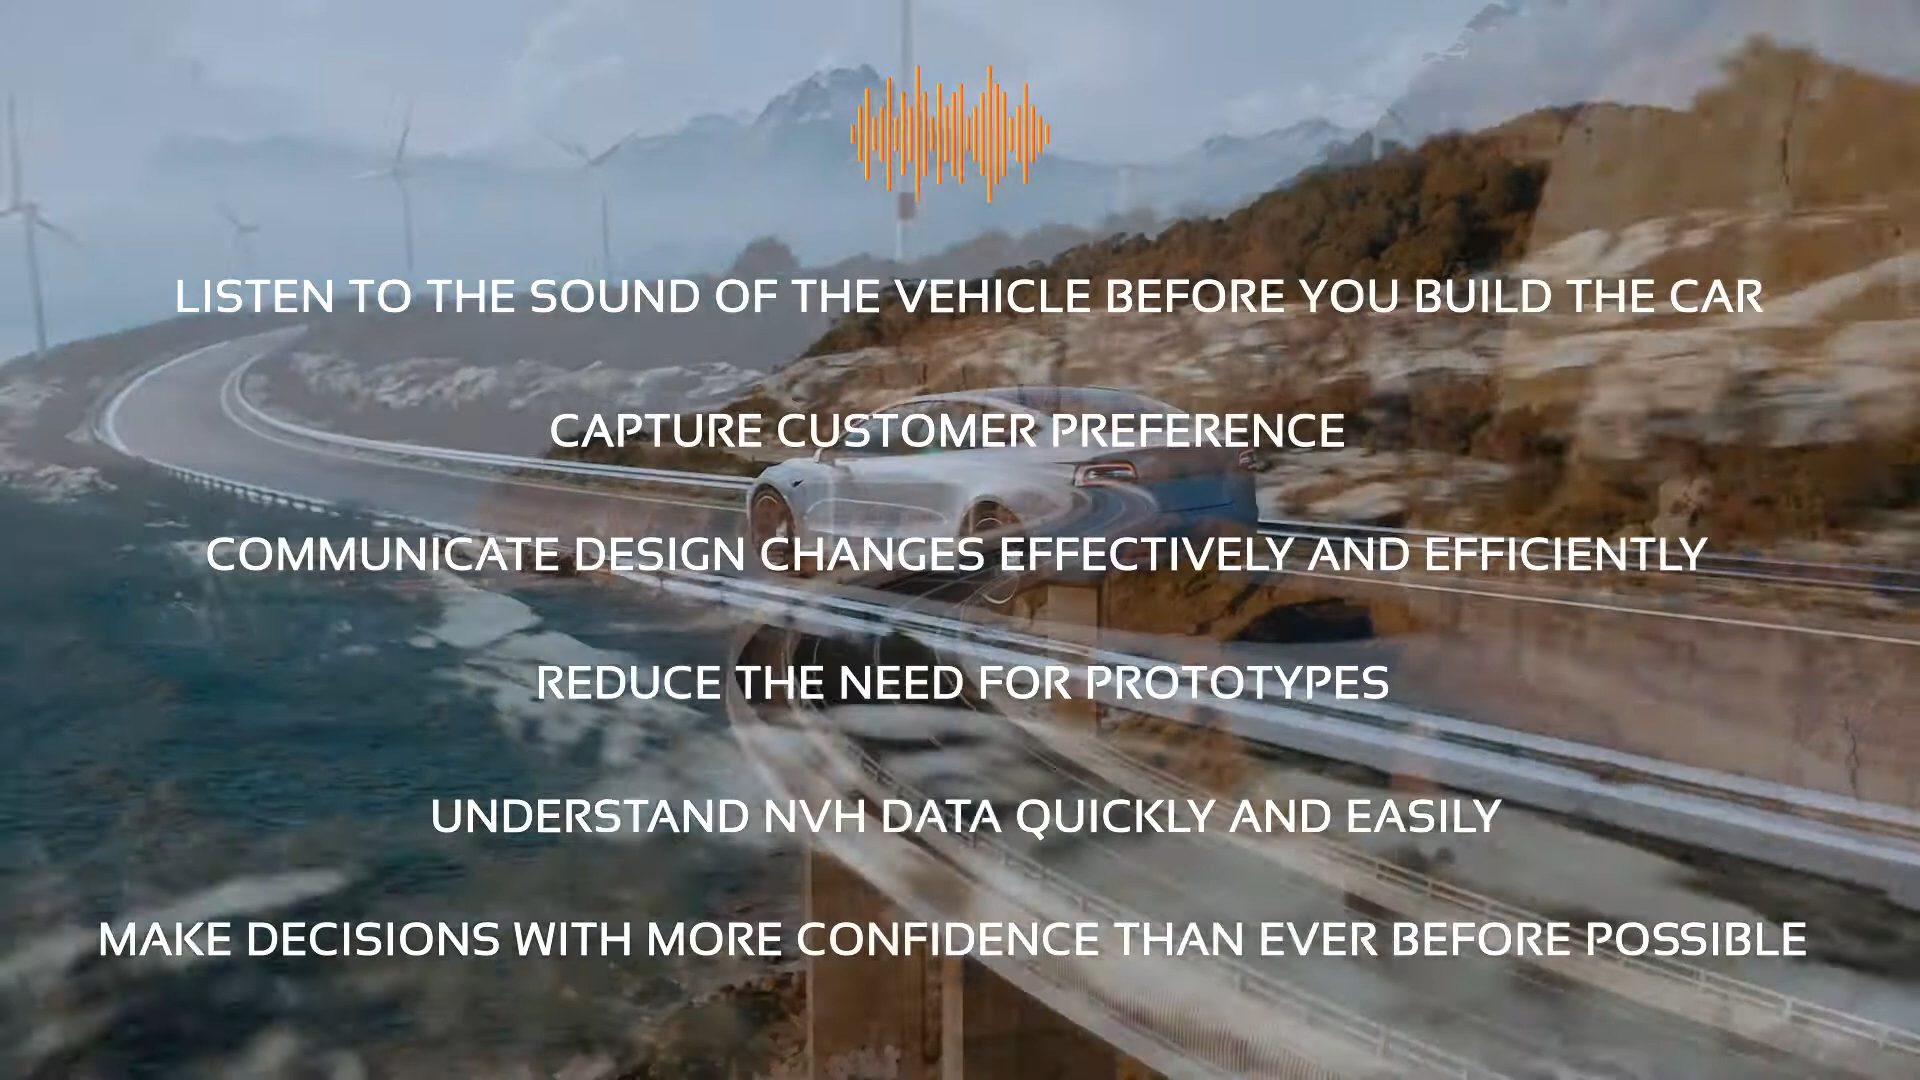 LISTEN TO THE SOUND OF THE VEHICLE BEFORE YOU BUILD THE CAR
CAPTURE CUSTOMER PREFERENCE
COMMUNICATE DESIGN CHANGES EFFECTIVELY AND EFFICIENTLY
REDUCE THE NEED FOR PROTOTYPES
UNDERSTAND NVH DATA QUICKLY AND EASILY
MAKE DECISIONS WITH MORE CONFIDENCE THAN EVER BEFORE POSSIBLE